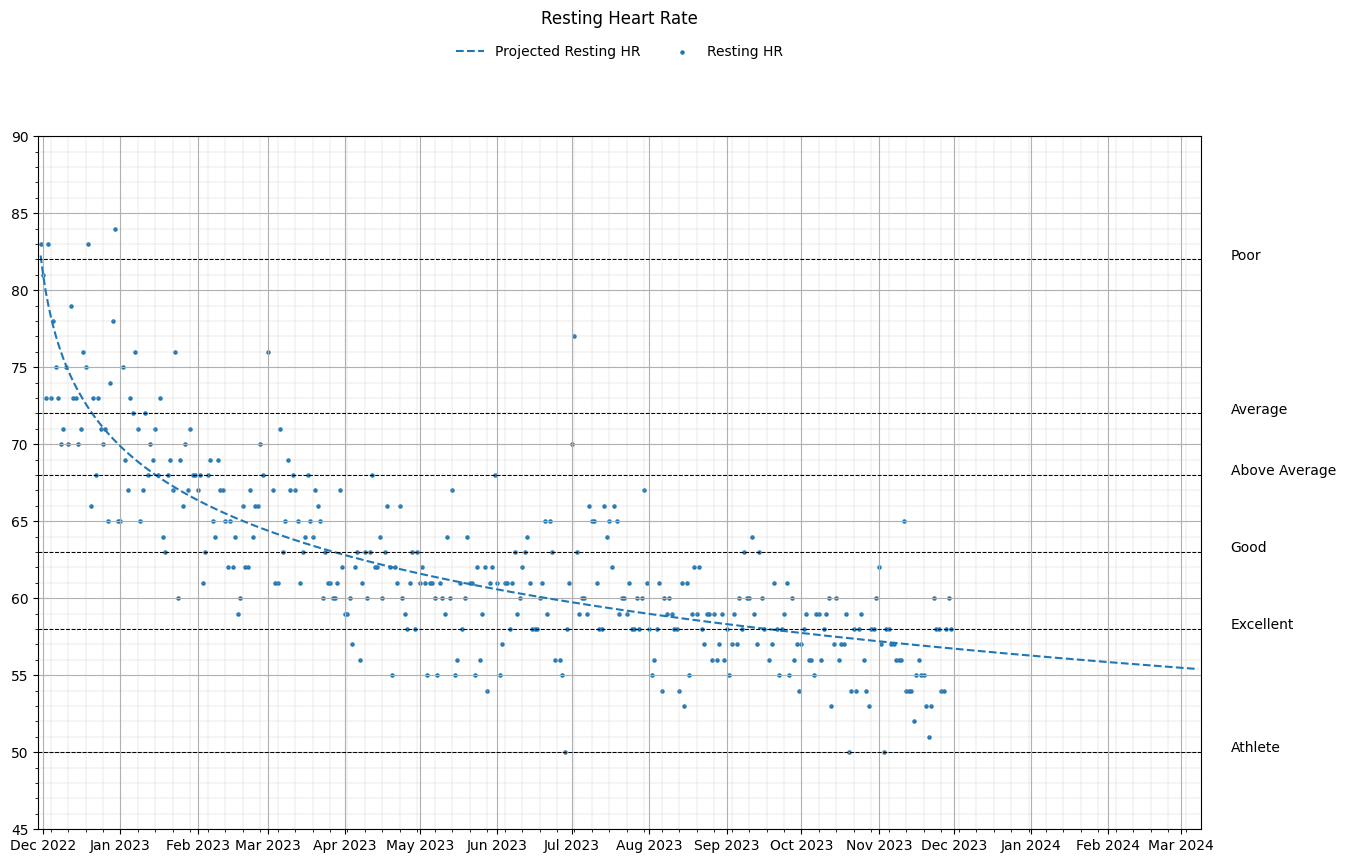 Resting Heart Rate
Projected Resting HR Resting HR
90
85
Poor
80
75
Average
70
Above Average
65
Good
60
Excellent
55
50
Athlete
45
Dec 2022 Jan 2023 Feb 2023 Mar 2023 Apr 2023 May 2023 Jun 2023 Jul 2023 Aug 2023 Sep 2023 Oct 2023 Nov 2023 Dec 2023 Jan 2024 Feb 2024 Mar 2024